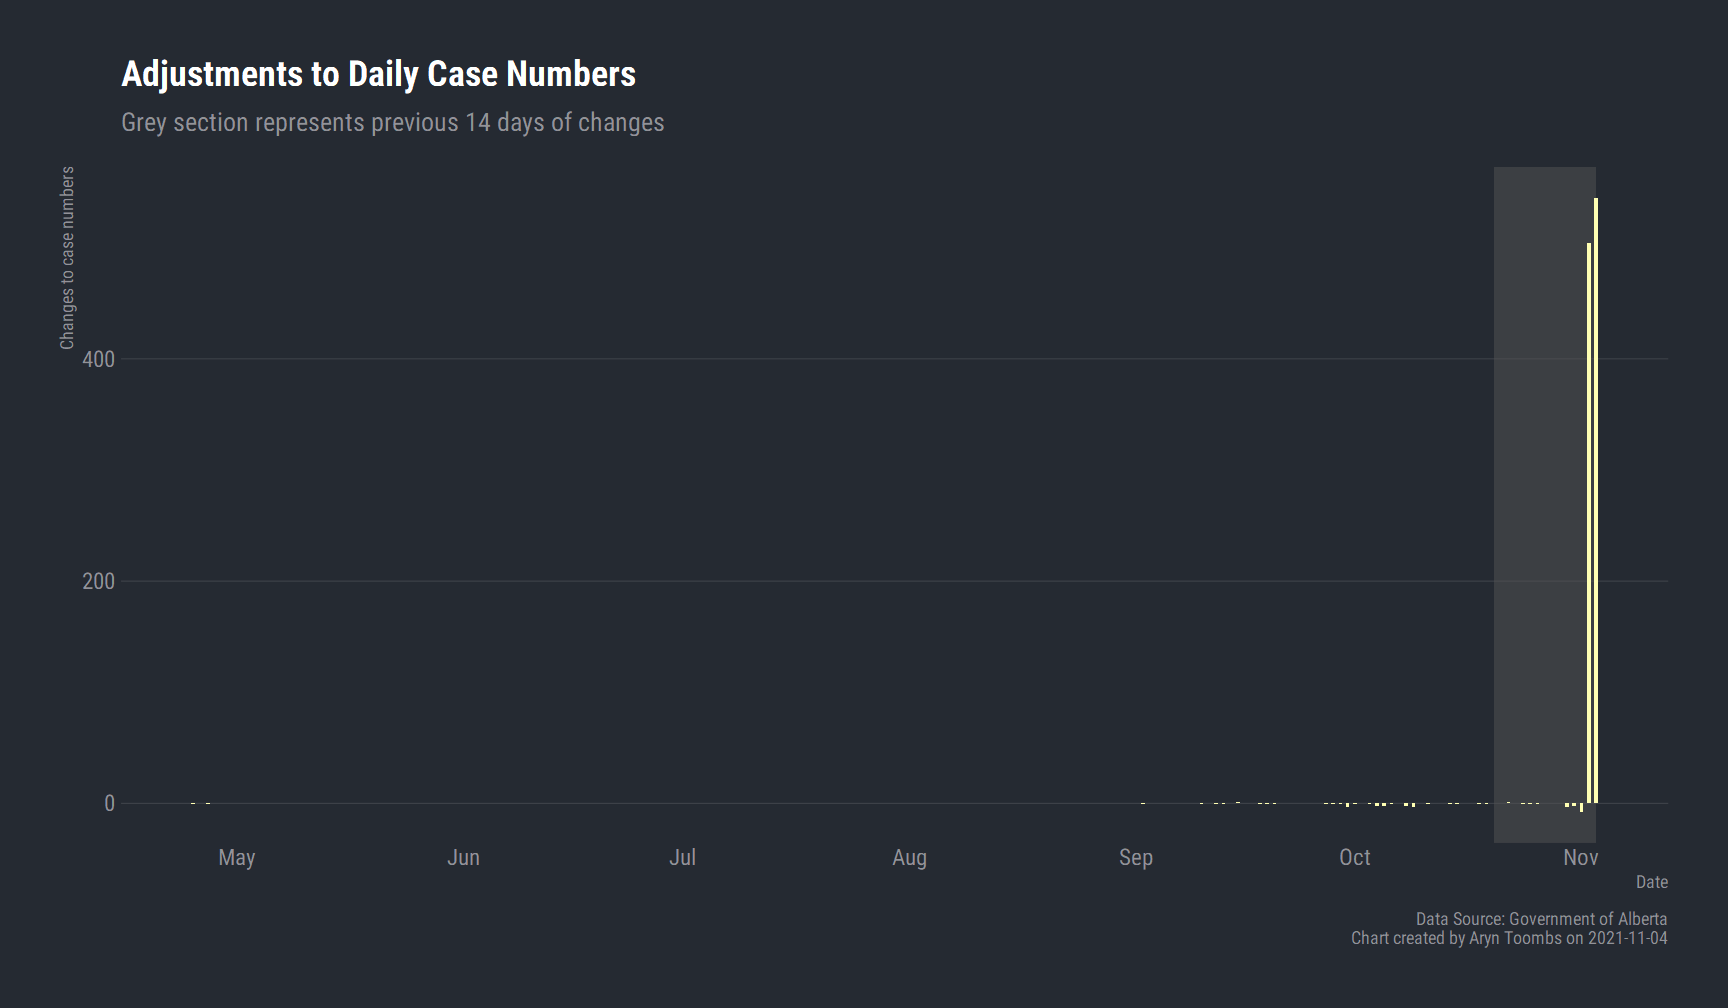 Adjustments to Daily Case Numbers
Grey section represents previous 14 days of changes
Changes to case numbers
400
200
0
May Jun Jul Aug Sep Oct Nov
Date
Data Source: Government of Alberta
Chart created by Aryn Toombs on 2021-11-04